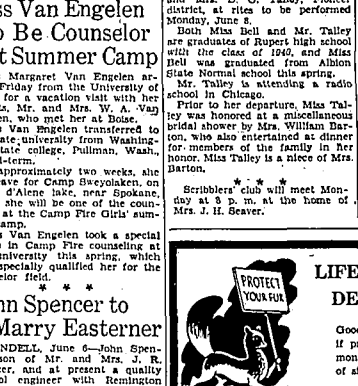 ss Van Engelen
o Be Counselor
t Summer Camp
Margaret Van Engelen ar-
Friday from the University of
for a vacation visit with her
s, Mr. and Mrs. W. A. Van
en, who met her at Boise.
s Van Engelen transferred to
ate university from Washing-
tate college, Pullman, Wash.,
l-term.
approximately two weeks, she
eave for Camp Sweyolaken, on
d'Alene lake, near Spokane,
she will be one of the coun-
at the Camp Fire Girls' sum-
amp.
s Van Engelen took a special
in Camp Fire counseling at
university this spring, which
specially qualified her for the
elor field.
* * *
hn Spencer to
Marry Easterner
NDELL, June 6—John Spen-
son of Mr. and Mrs. J. R.
cer, and at present a quality
ol engineer with Remington
district, at rites to be performed
Monday, June 8.
Both Miss Bell and Mr. Talley
are graduates of Rupert high school
with the class of 1940, and Miss
Bell was graduated from Albion
State Normal school this spring.
Mr. Talley is attending a radio
school in Chicago.
Prior to her departure, Miss Tal-
ley was honored at a miscellaneous
bridal shower by Mrs. William Bar-
ton, who also entertained at dinner
for members of the family in her
honor. Miss Talley is a niece of Mrs.
Barton.
* * *
Scribblers' club will meet Mon-
day at 8 p. m. at the home of
Mrs. J. H. Seaver.
PROTECT
YOUR FUR
LIFE
DE
Good
if pr
mon
of al